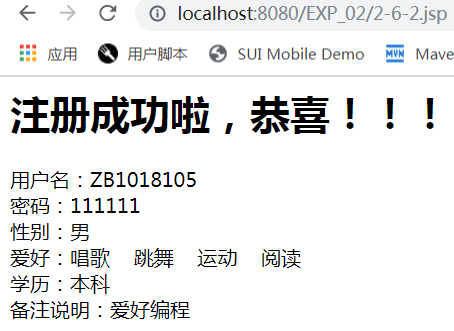 localhost:8080/EXP_02/2-6-2.jsp
应用 用户脚本 SUI Mobile Demo MVN Mave
注册成功啦，恭喜！！！
用户名：ZB1018105
密码：111111
性别：男
爱好：唱歌 跳舞 运动 阅读
学历：本科
备注说明：爱好编程